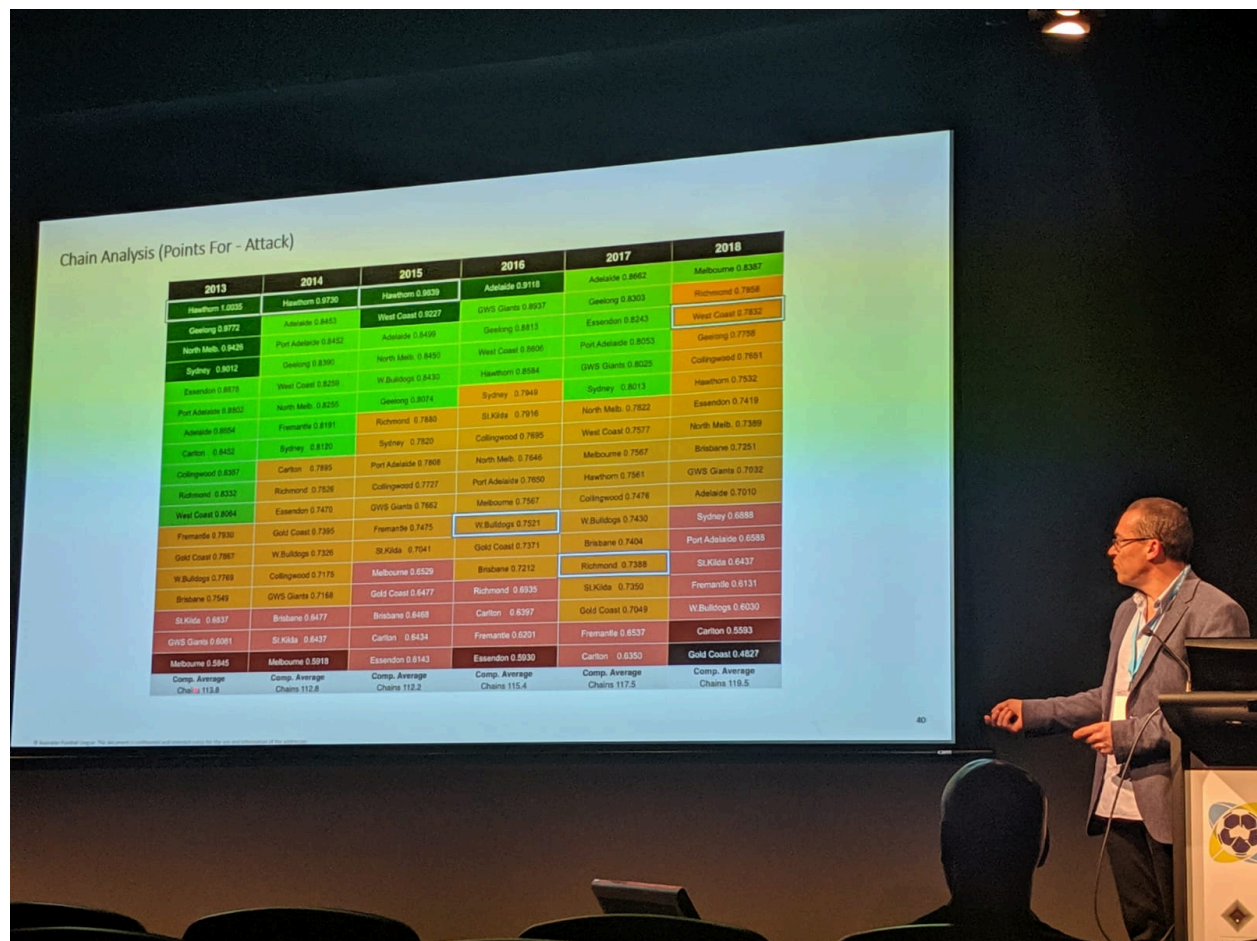 Chain Analysis (Points For - Attack)
2013 2014 2015 2016 2017 2018
Hawthorn 1.0035 Hawthorn 0.9730 Hawthorn 0.9839 Adelaide 0.9118 Adelaide 0.8662 Melbourne 0.8387
Geelong 0.9772 Adelaide 0.8453 West Coast 0.9227 GWS Giants 0.8937 Geelong 0.8303 Richmond 0.7858
North Melb. 0.9426 Port Adelaide 0.8452 Adelaide 0.8499 Geelong 0.8813 Essendon 0.8243 West Coast 0.7832
Sydney 0.9012 Geelong 0.8390 North Melb. 0.8450 West Coast 0.8606 Port Adelaide 0.8053 Geelong 0.7758
Essendon 0.8878 West Coast 0.8259 W.Bulldogs 0.8430 Hawthorn 0.8584 GWS Giants 0.8025 Collingwood 0.7651
Port Adelaide 0.8802 North Melb. 0.8255 Geelong 0.8074 Sydney 0.7949 Sydney 0.8013 Hawthorn 0.7532
Adelaide 0.8654 Fremantle 0.8191 Richmond 0.7880 St.Kilda 0.7916 North Melb. 0.7822 Essendon 0.7419
Carlton 0.8452 Sydney 0.8120 Sydney 0.7820 Collingwood 0.7695 West Coast 0.7577 North Melb. 0.7389
Collingwood 0.8387 Carlton 0.7895 Port Adelaide 0.7808 North Melb. 0.7646 Melbourne 0.7567 Brisbane 0.7251
Richmond 0.8332 Richmond 0.7526 Collingwood 0.7727 Port Adelaide 0.7650 Hawthorn 0.7561 GWS Giants 0.7032
West Coast 0.8064 Essendon 0.7470 GWS Giants 0.7662 Melbourne 0.7567 Collingwood 0.7476 Adelaide 0.7010
Fremantle 0.7930 Gold Coast 0.7395 Fremantle 0.7475 W.Bulldogs 0.7521 W.Bulldogs 0.7430 Sydney 0.6888
Gold Coast 0.7867 W.Bulldogs 0.7326 St.Kilda 0.7041 Gold Coast 0.7371 Brisbane 0.7404 Port Adelaide 0.6588
W.Bulldogs 0.7769 Collingwood 0.7175 Melbourne 0.6529 Brisbane 0.7212 Richmond 0.7388 St.Kilda 0.6437
Brisbane 0.7549 GWS Giants 0.7168 Gold Coast 0.6477 Richmond 0.6935 St.Kilda 0.7350 Fremantle 0.6131
St.Kilda 0.6837 Brisbane 0.6477 Brisbane 0.6468 Carlton 0.6397 Gold Coast 0.7049 W.Bulldogs 0.6030
GWS Giants 0.6081 St.Kilda 0.6437 Carlton 0.6434 Fremantle 0.6201 Fremantle 0.6537 Carlton 0.5593
Melbourne 0.5845 Melbourne 0.5918 Essendon 0.6143 Essendon 0.5930 Carlton 0.6350 Gold Coast 0.4827
Comp. Average Comp. Average Comp. Average Comp. Average Comp. Average Comp. Average
Chains 113.8 Chains 112.8 Chains 112.2 Chains 115.4 Chains 117.5 Chains 119.5
40